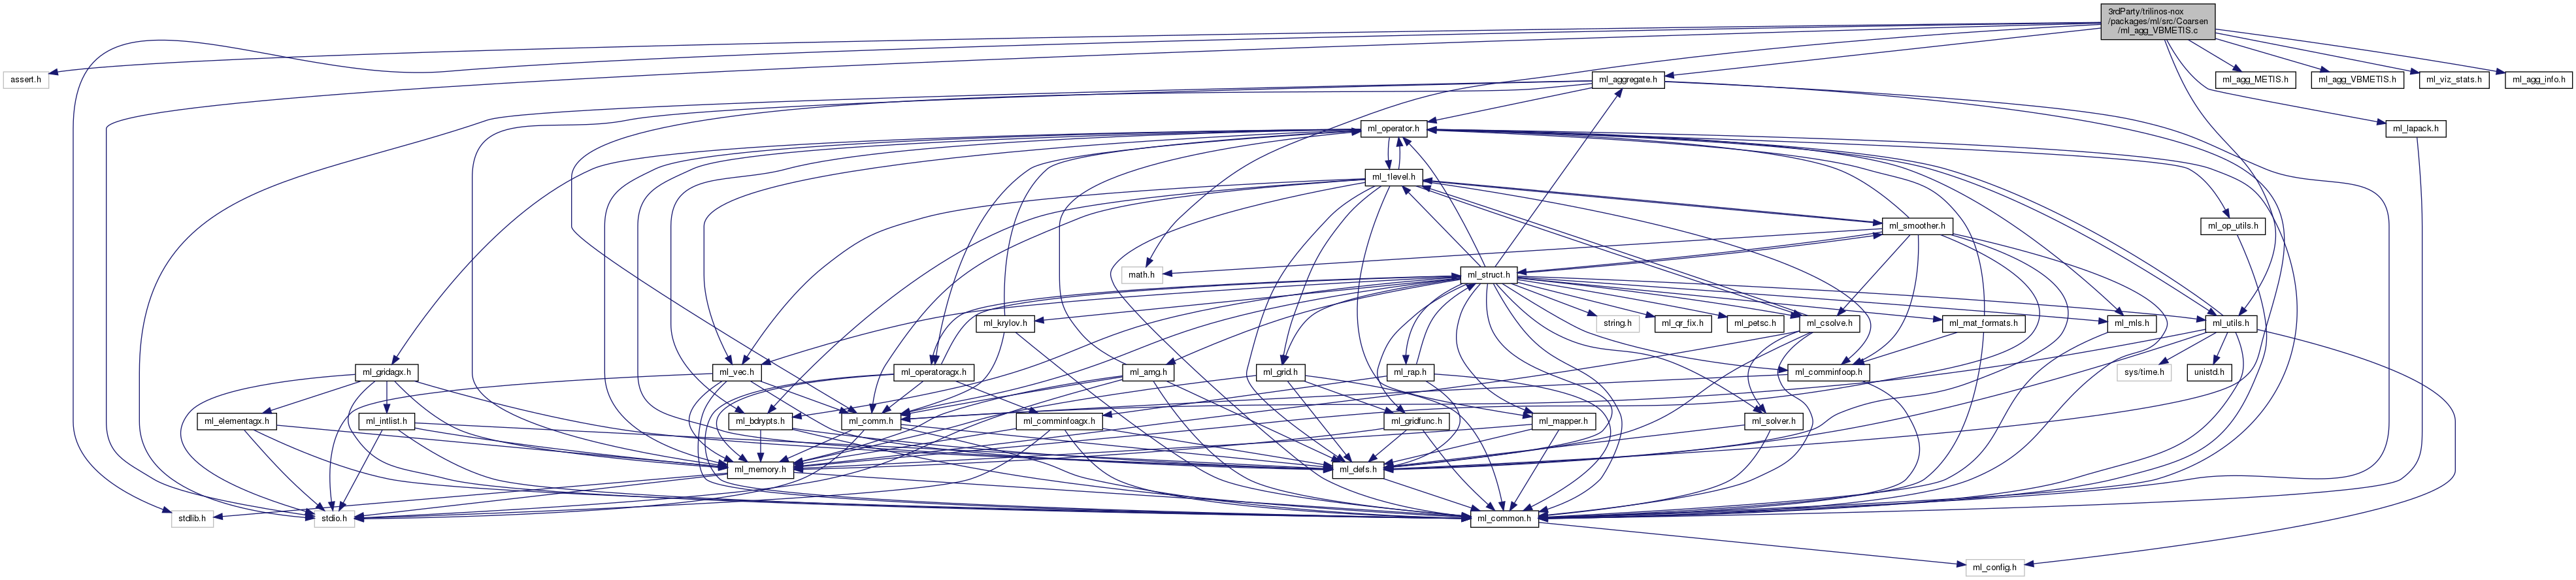 3rdParty/trilinos-nox
/packages/ml/src/Coarsen
/ml_agg_VBMETIS.c
assert.h
ml_aggregate.h
ml_agg_METIS.h
ml_agg_VBMETIS.h
ml_viz_stats.h
ml_agg_info.h
ml_operator.h
ml_lapack.h
ml_1level.h
ml_smoother.h
ml_op_utils.h
math.h
ml_struct.h
ml_krylov.h
string.h
ml_qr_fix.h
ml_petsc.h
ml_csolve.h
ml_mat_formats.h
ml_mls.h
ml_utils.h
ml_gridagx.h
ml_vec.h
ml_operatoragx.h
ml_amg.h
ml_grid.h
ml_rap.h
ml_comminfoop.h
sys/time.h
unistd.h
ml_elementagx.h
ml_intlist.h
ml_bdrypts.h
ml_comm.h
ml_comminfoagx.h
ml_gridfunc.h
ml_mapper.h
ml_solver.h
ml_memory.h
ml_defs.h
stdlib.h
stdio.h
ml_common.h
ml_config.h